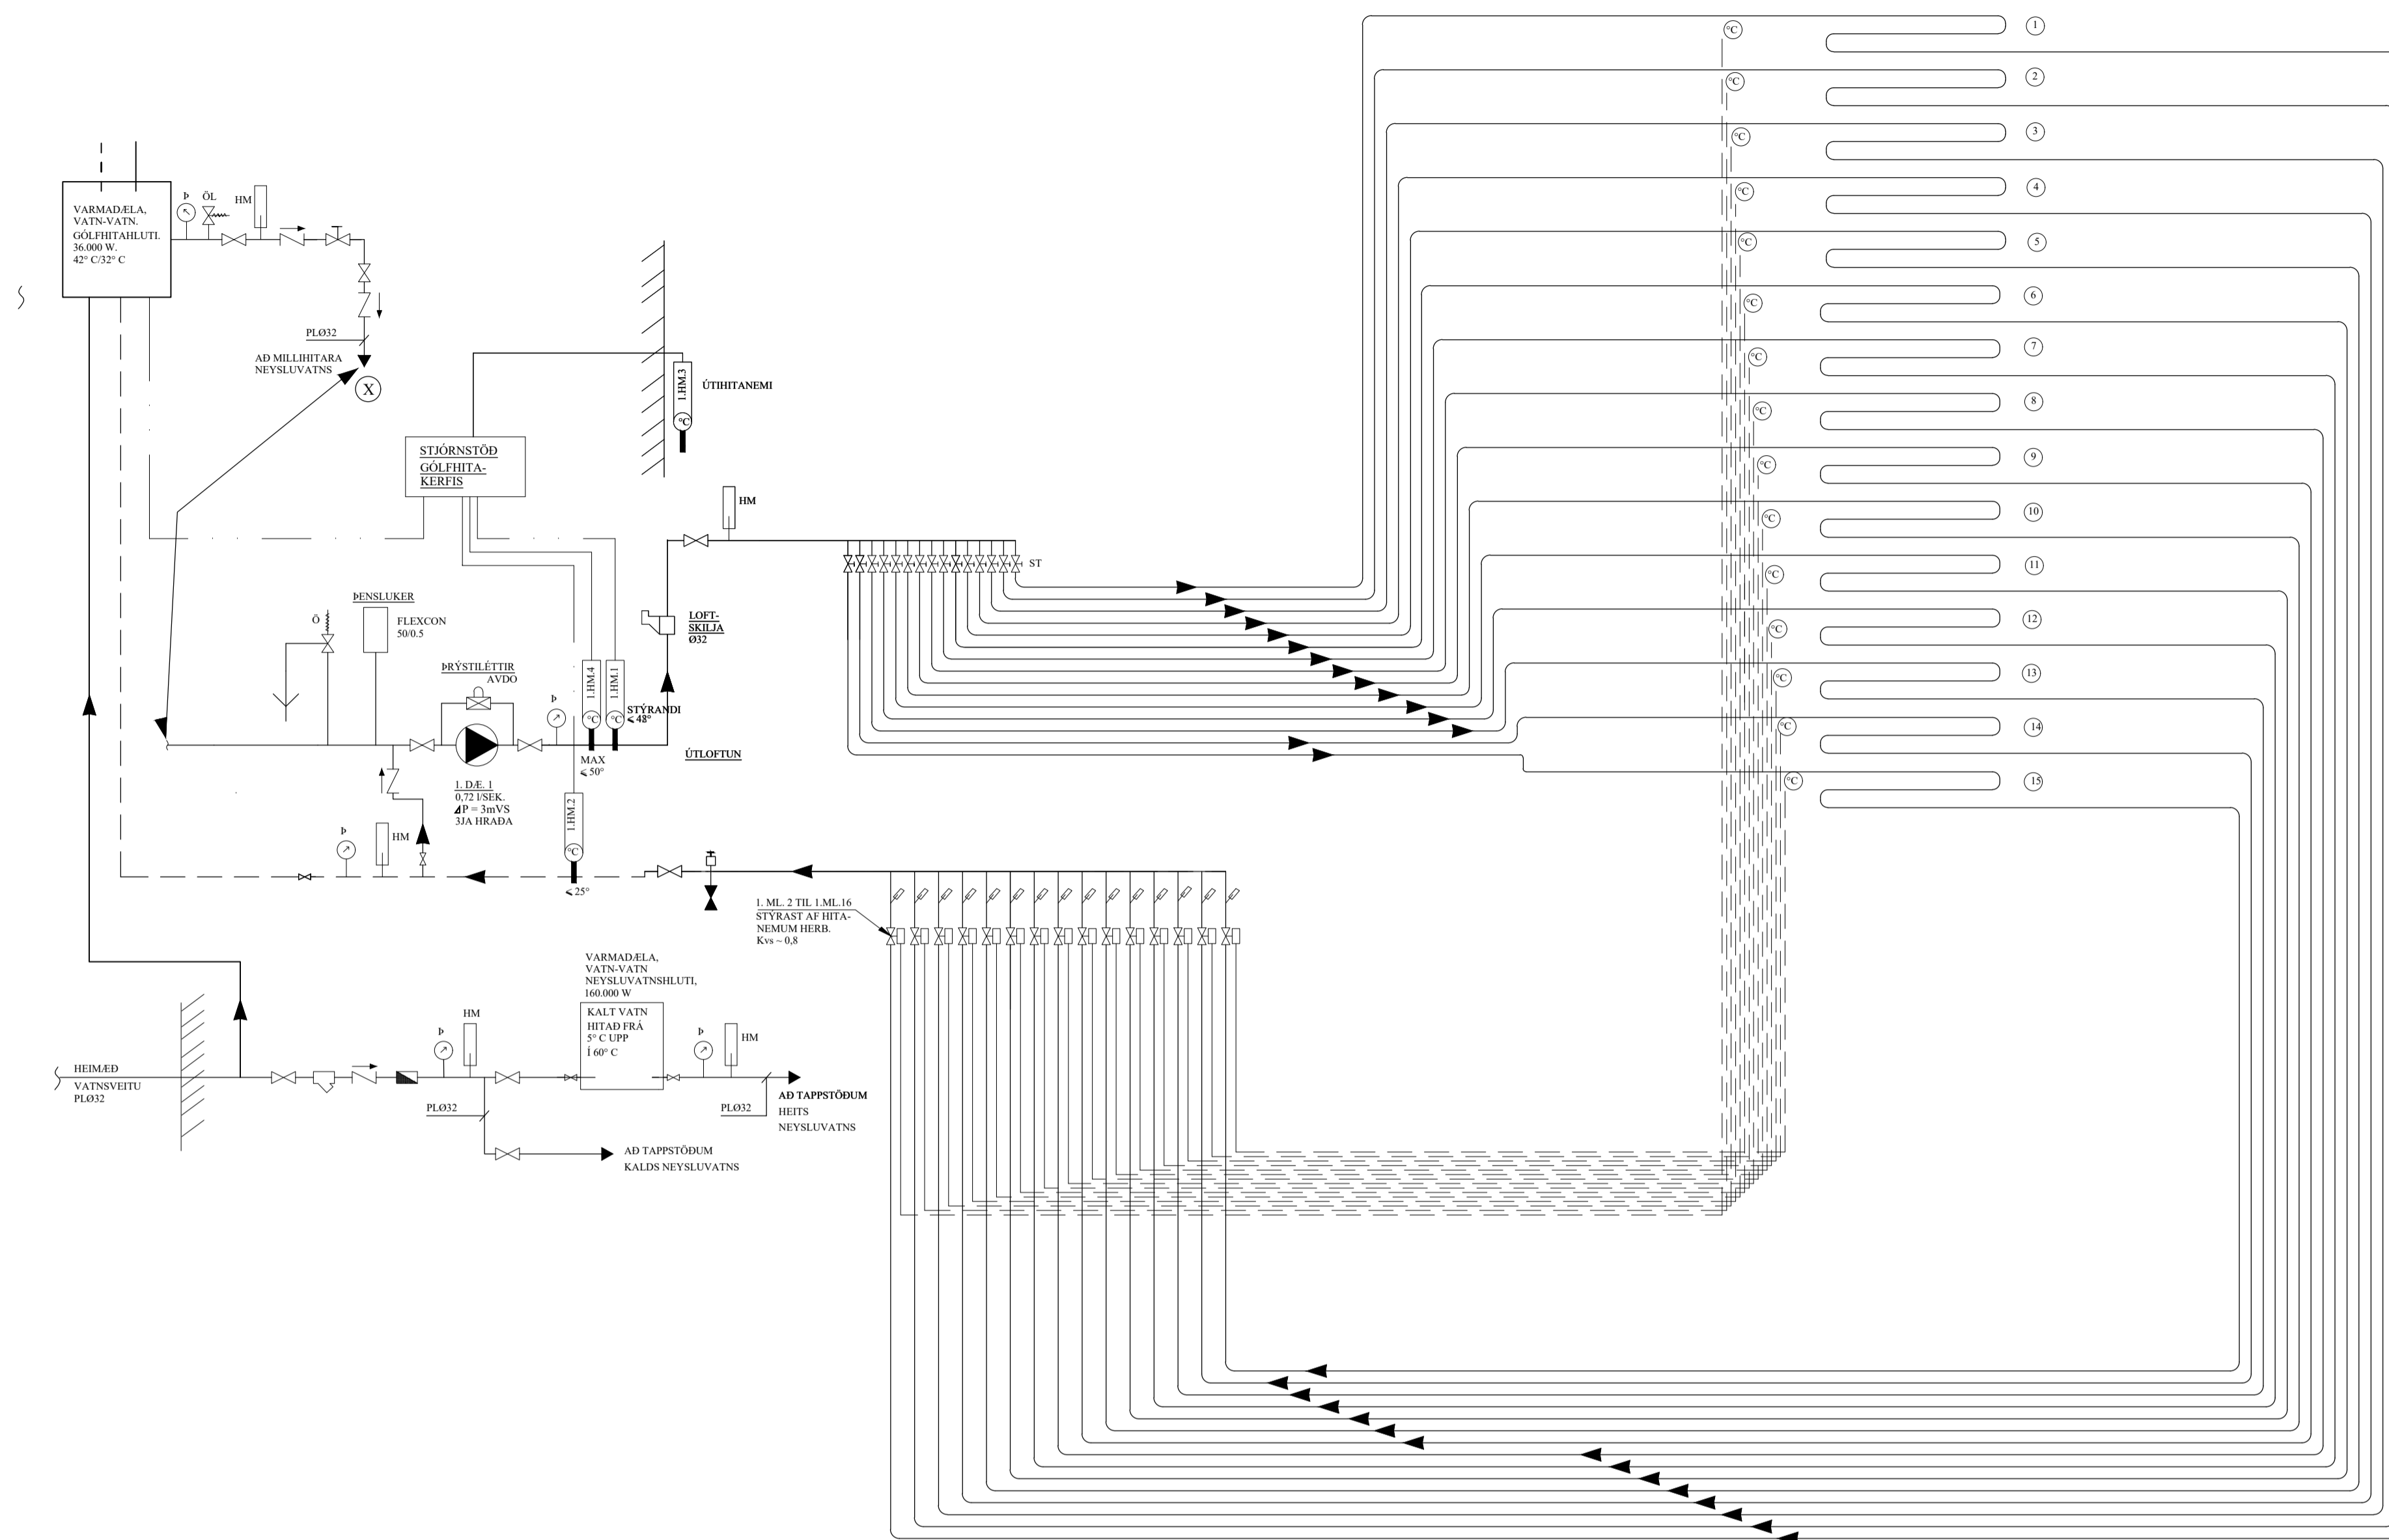 VARMADÆLA,
VATN-VATN.
GÓLFHITAHLUTI.
36.000 W.
42° C/32° C
Þ
ÖL
HM
PLØ32
AÐ MILLIHITARA
NEYSLUVATNS
X
STJÓRNSTÖÐ
GÓLFHITA-
KERFIS
1.HM.3
°C
ÚTIHITANEMI
HM
ST
LOFT-
SKILJA
Ø32
ÞENSLUKER
FLEXCON
50/0.5
Ö
ÞRÝSTILÉTTIR
AVDO
Þ
1.HM.4
°C
1.HM.1
°C
STÝRANDI
MAX
⩽ 50°
ÚTLOFTUN
1. DÆ. 1
0,72 l/SEK.
⊿P = 3mVS
3JA HRAÐA
1.HM.2
°C
⩽ 25°
Þ
HM
1. ML. 2 TIL 1.ML.16
STÝRAST AF HITA-
NEMUM HERB.
Kvs ~ 0,8
VARMADÆLA,
VATN-VATN
NEYSLUVATNSHLUTI,
160.000 W
KALT VATN
HITAÐ FRÁ
5° C UPP
Í 60° C
HEIMÆÐ
VATNSVEITU
PLØ32
Þ
HM
PLØ32
Þ
HM
PLØ32
AÐ TAPPSTÖÐUM
HEITS
NEYSLUVATNS
AÐ TAPPSTÖÐUM
KALDS NEYSLUVATNS
°C 1
°C 2
°C 3
°C 4
°C 5
°C 6
°C 7
°C 8
°C 9
°C 10
°C 11
°C 12
°C 13
°C 14
°C 15